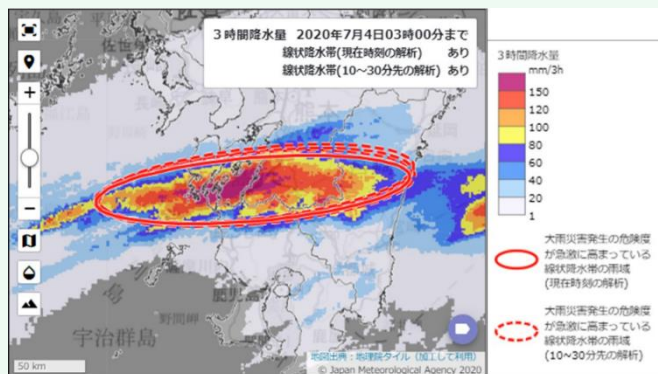 3時間降水量 2020年7月4日03時00分まで
線状降水帯(現在時刻の解析) あり
線状降水帯(10～30分先の解析) あり
3時間降水量
mm/3h
150
120
100
80
60
40
20
1
大雨災害発生の危険度
が急激に高まっている
線状降水帯の雨域
(現在時刻の解析)
大雨災害発生の危険度
が急激に高まっている
線状降水帯の雨域
(10~30分先の解析)
佐世保
熊本
鹿児島
野間岬
宇治群島
50 km
地図出典：地理院タイル（加工して利用）
© Japan Meteorological Agency 2020